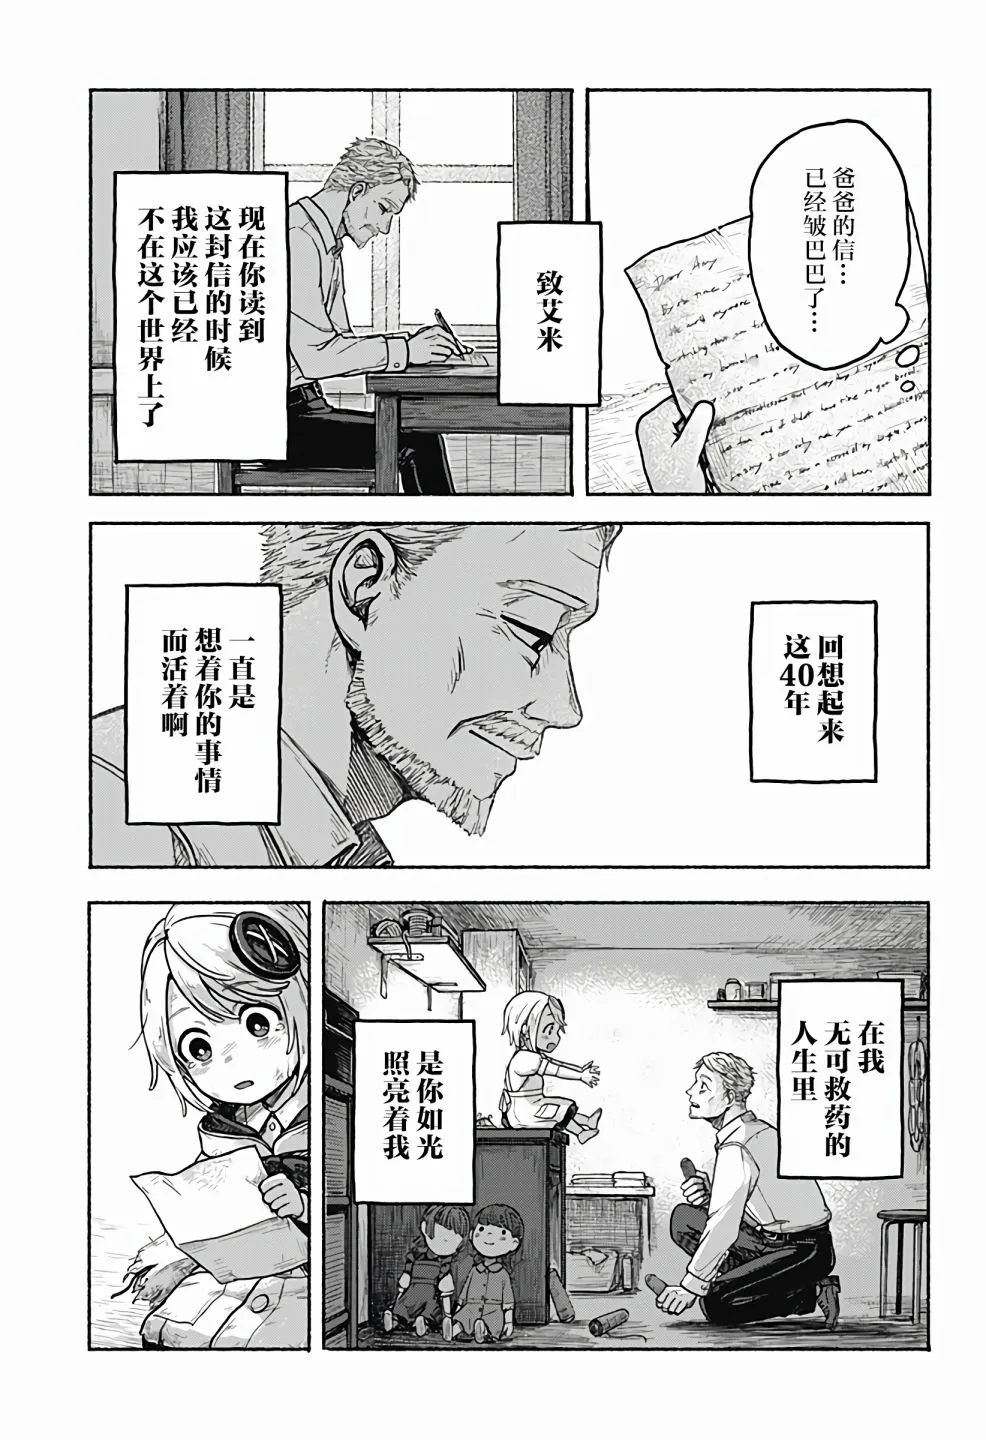 爸爸的信…
已经皱巴巴了…
Dear Amy
致艾米
现在你读到
这封信的时候
我应该已经
不在这个世界上了
回想起来
这40年
一直是
想着你的事情
而活着啊
在我
无可救药的
人生里
是你如光
照亮着我